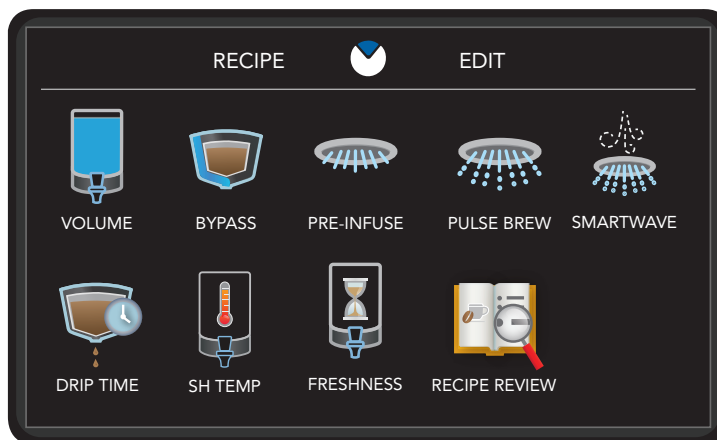 RECIPE EDIT
VOLUME BYPASS PRE-INFUSE PULSE BREW SMARTWAVE
DRIP TIME SH TEMP FRESHNESS RECIPE REVIEW